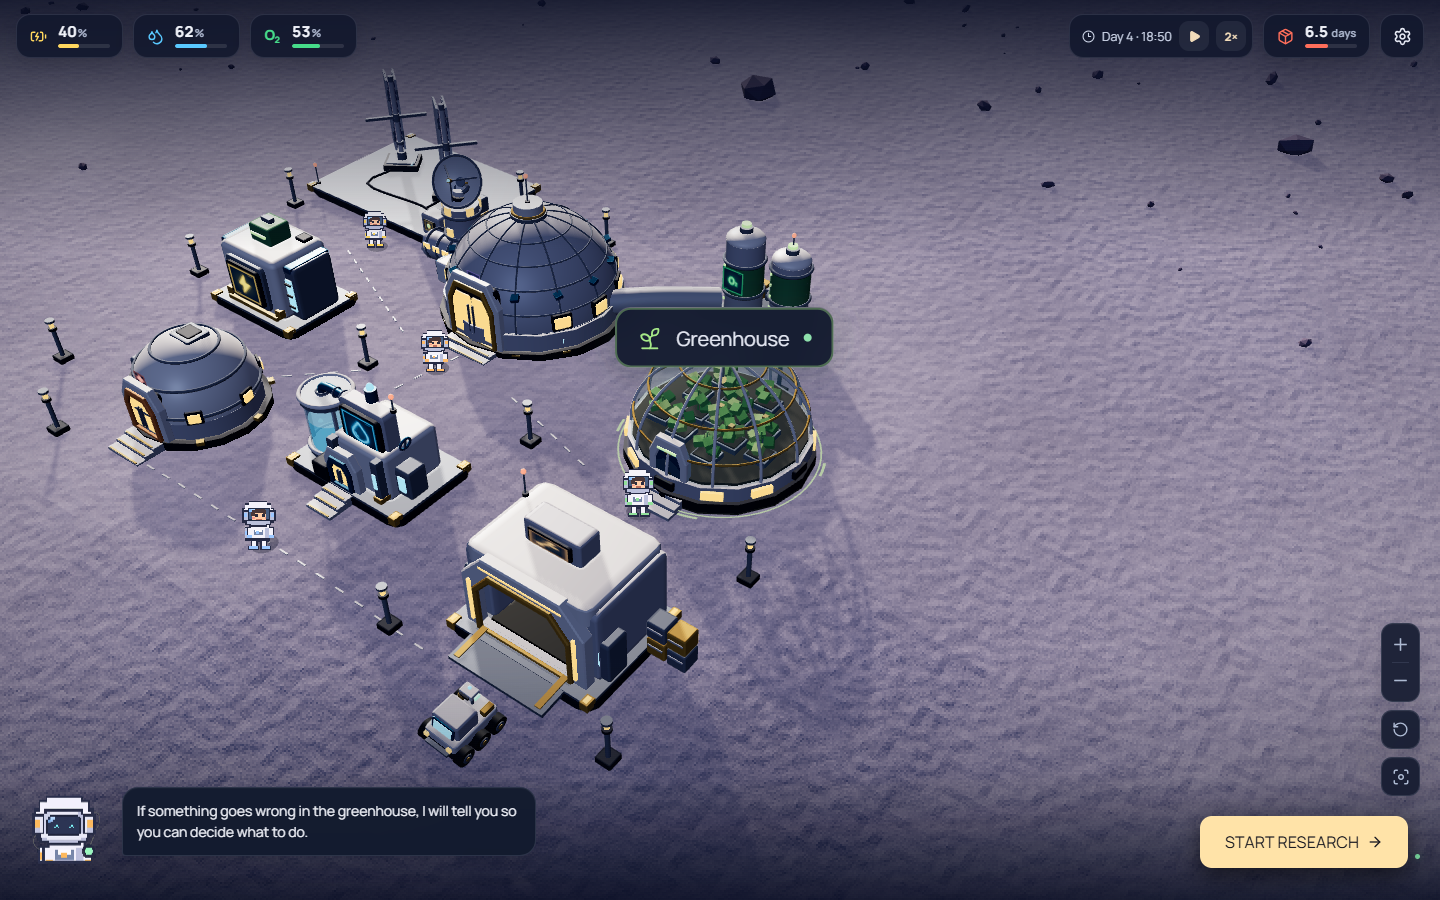 40%
62%
O₂ 53%
Day 4 · 18:50
2×
6.5 days
O₂
Greenhouse
If something goes wrong in the greenhouse, I will tell you so
you can decide what to do.
START RESEARCH →